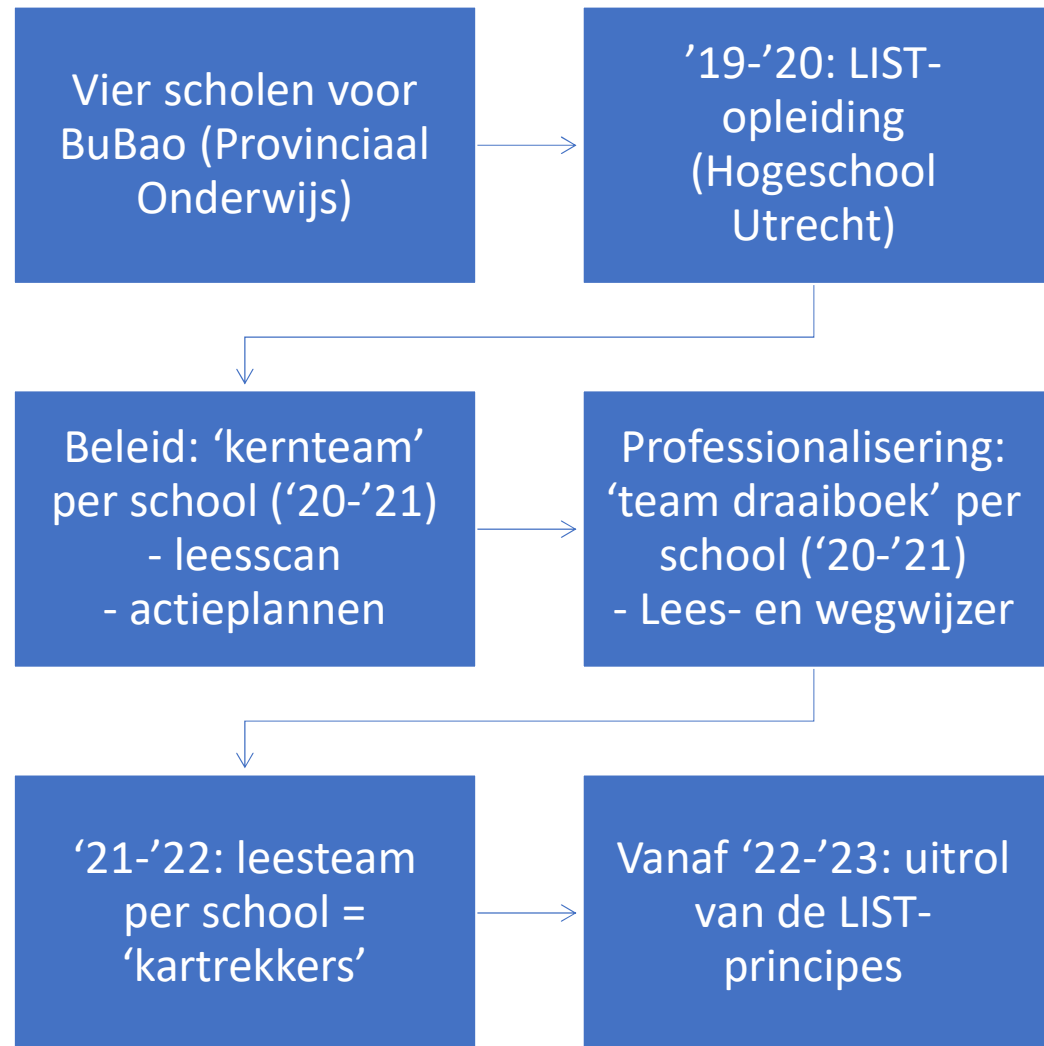 Vier scholen voor
BuBao (Provinciaal
Onderwijs)
’19-’20: LIST-
opleiding
(Hogeschool
Utrecht)
Beleid: ‘kernteam’
per school (‘20-’21)
- leesscan
- actieplannen
Professionalisering:
‘team draaiboek’ per
school (‘20-’21)
- Lees- en wegwijzer
‘21-’22: leesteam
per school =
‘kartrekkers’
Vanaf ‘22-’23: uitrol
van de LIST-
principes